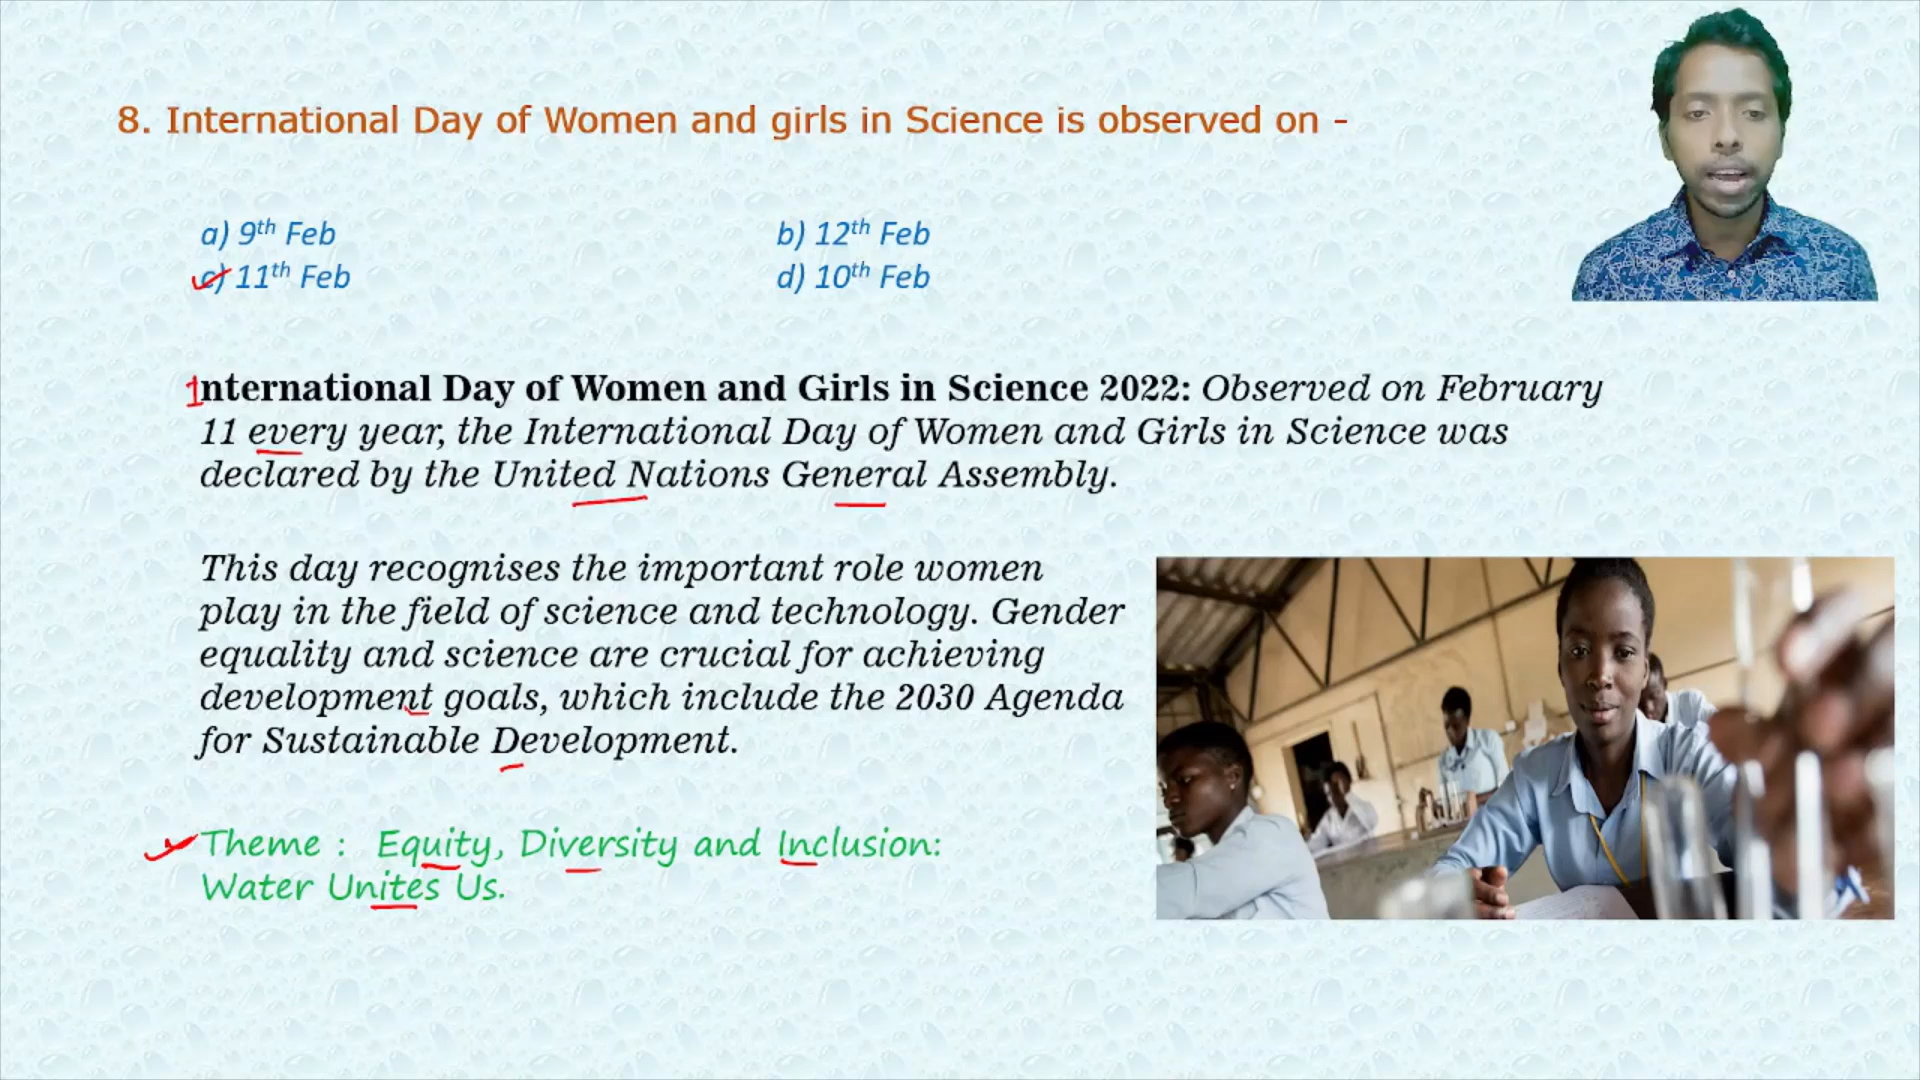 8. International Day of Women and girls in Science is observed on -
a) 9th Feb
b) 12th Feb
c) 11th Feb
d) 10th Feb
International Day of Women and Girls in Science 2022: Observed on February
11 every year, the International Day of Women and Girls in Science was
declared by the United Nations General Assembly.
This day recognises the important role women
play in the field of science and technology. Gender
equality and science are crucial for achieving
development goals, which include the 2030 Agenda
for Sustainable Development.
Theme : Equity, Diversity and Inclusion:
Water Unites Us.